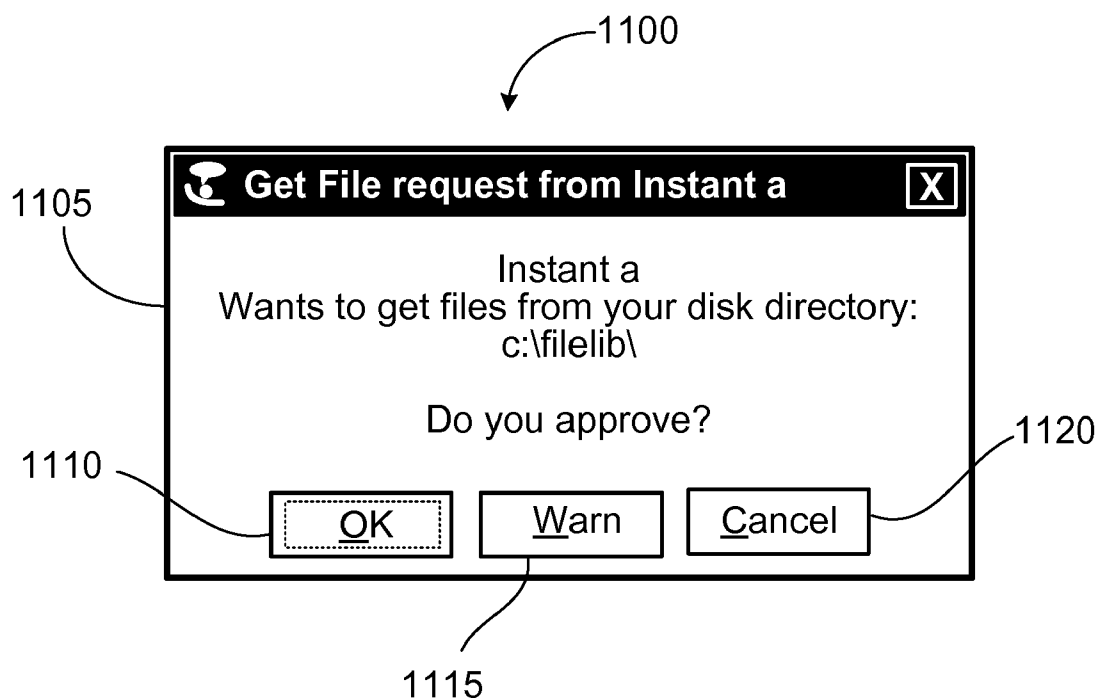 1100
Get File request from Instant a
X
1105
Instant a
Wants to get files from your disk directory:
c:\filelib\
Do you approve?
1120
1110
OK
Warn
Cancel
1115